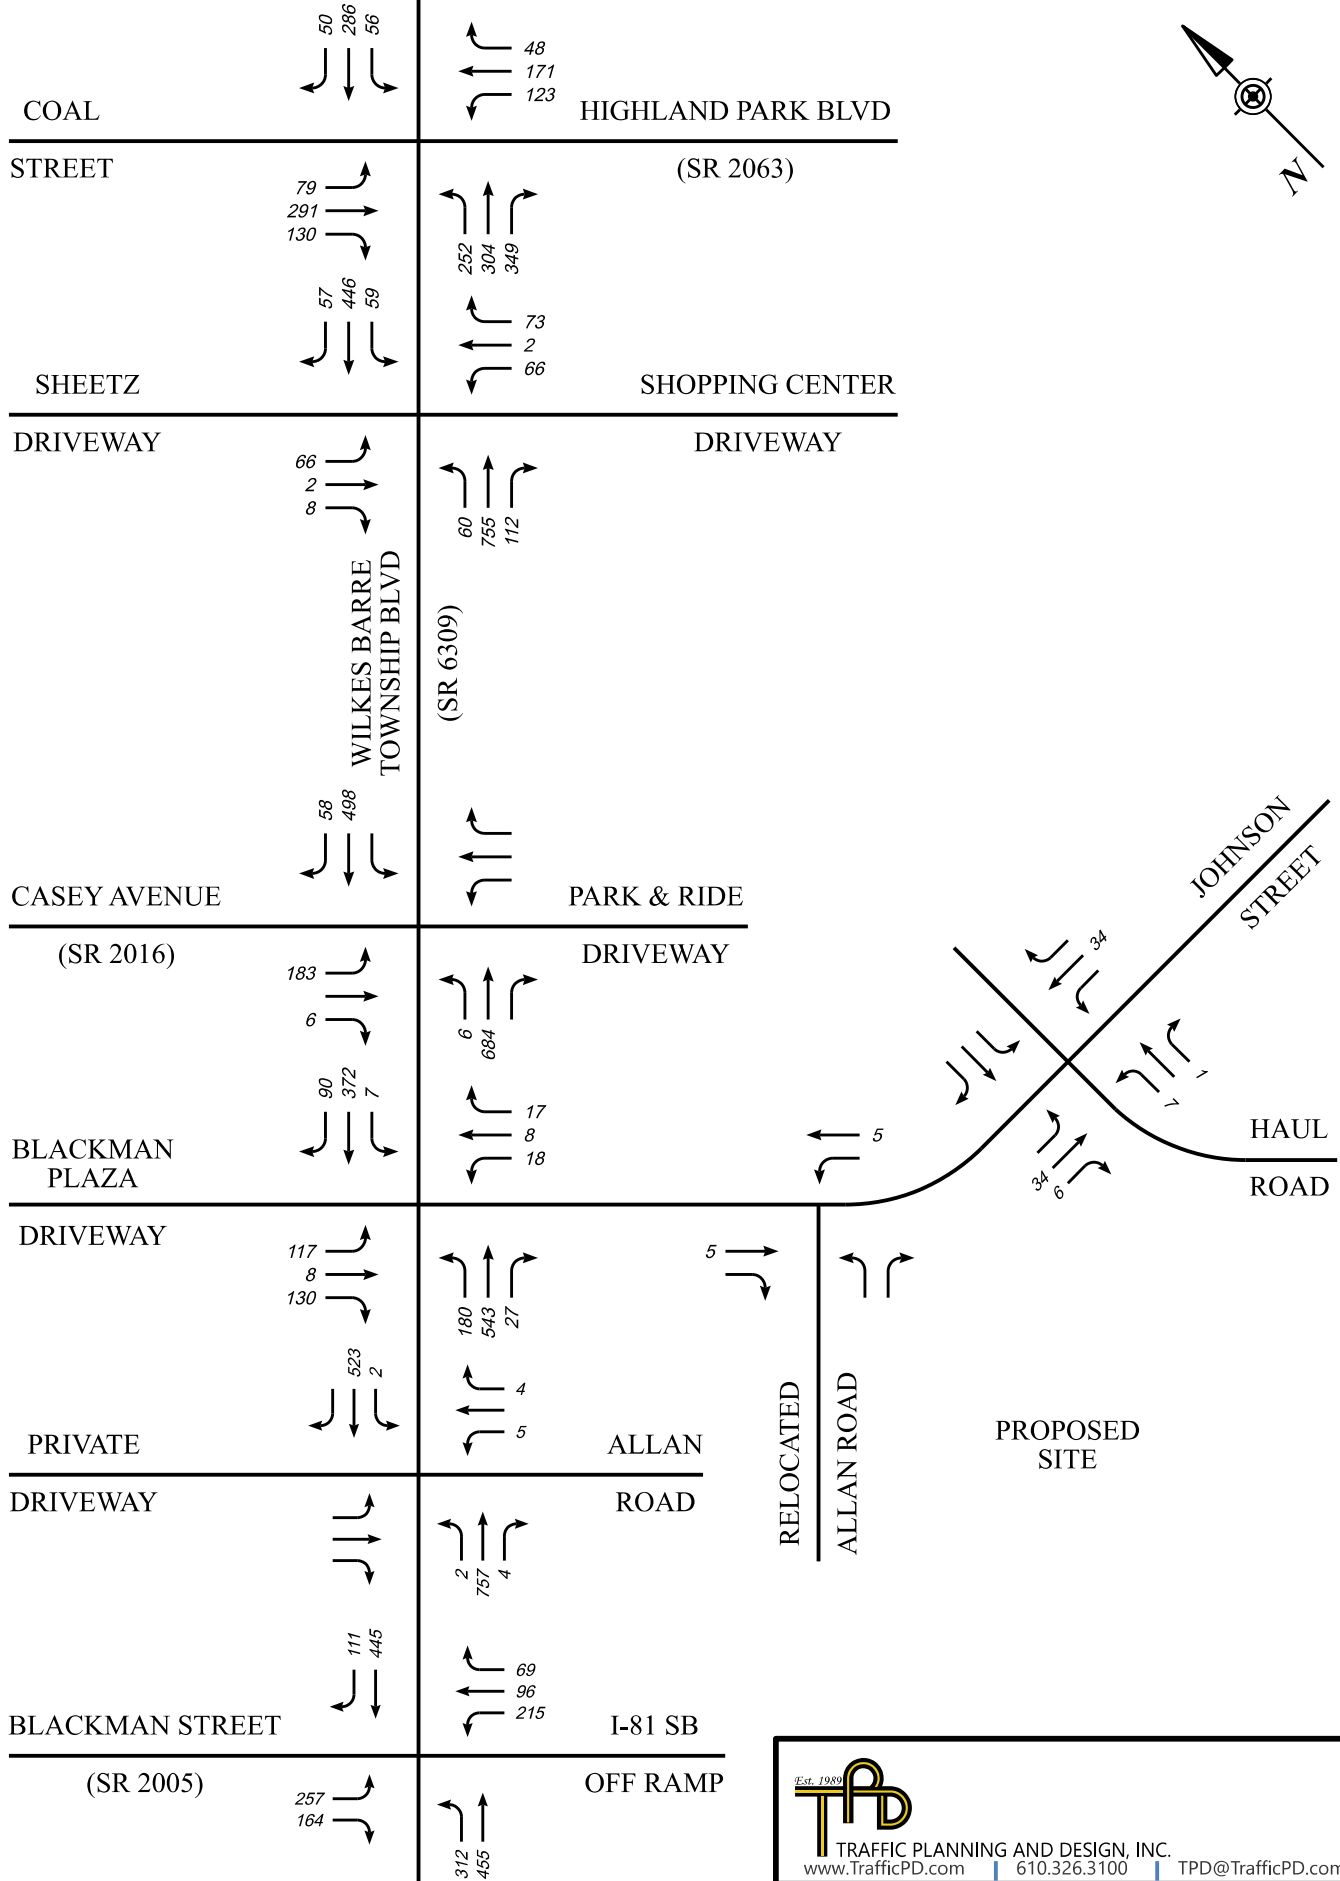 50 286 56
48
171
123
COAL
HIGHLAND PARK BLVD
STREET
(SR 2063)
N
79
291
130
252 304 349
57 446 59
73
2
66
SHEETZ
SHOPPING CENTER
DRIVEWAY
DRIVEWAY
66
2
8
60 755 112
WILKES BARRE
TOWNSHIP BLVD
(SR 6309)
58 498
CASEY AVENUE
PARK & RIDE
(SR 2016)
DRIVEWAY
183
6
6 684
JOHNSON
STREET
34
1
7
34
6
HAUL
ROAD
90 372 7
17
8
18
5
BLACKMAN
PLAZA
DRIVEWAY
117
8
130
180 543 27
5
523 2
4
5
RELOCATED
ALLAN ROAD
PROPOSED
SITE
PRIVATE
ALLAN
DRIVEWAY
ROAD
2 757 4
111 445
69
96
215
BLACKMAN STREET
I-81 SB
(SR 2005)
OFF RAMP
257
164
312 455
Est. 1989
TPD
TRAFFIC PLANNING AND DESIGN, INC.
www.TrafficPD.com | 610.326.3100 | TPD@TrafficPD.com